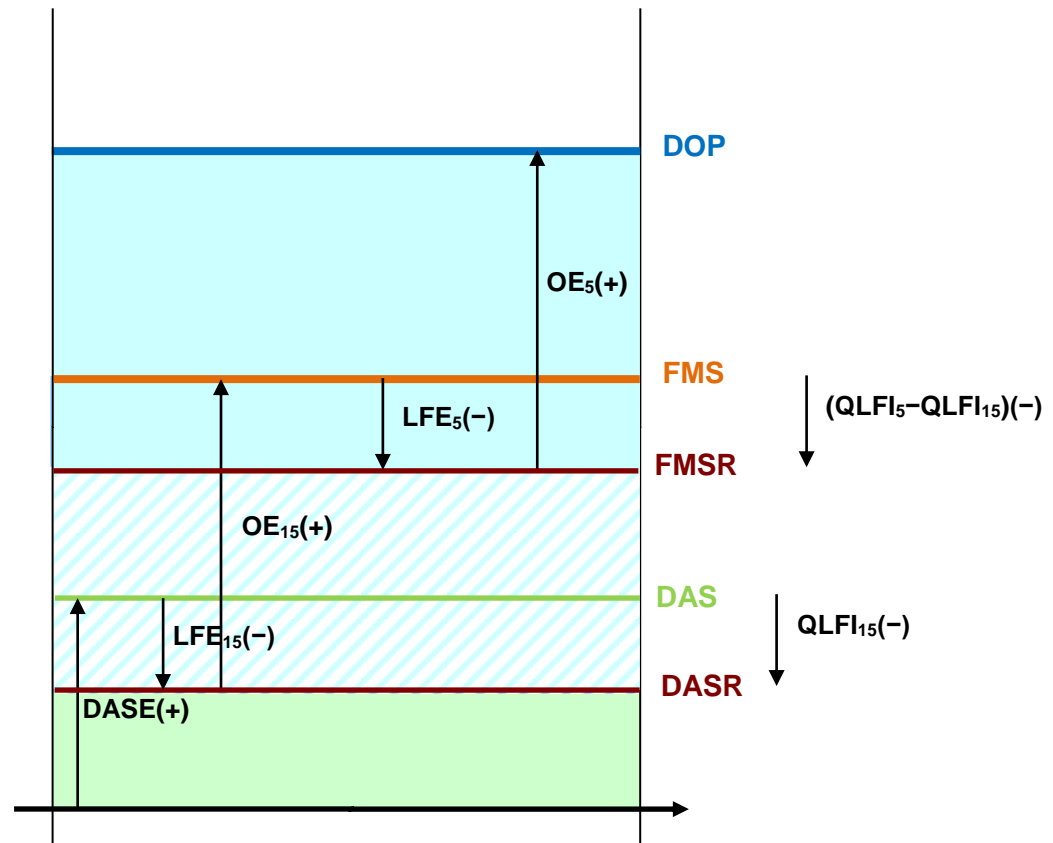 DOP
OE₅(+)
FMS
(QLFI₅−QLFI₁₅)(−)
LFE₅(−)
FMSR
OE₁₅(+)
DAS
QLFI₁₅(−)
LFE₁₅(−)
DASR
DASE(+)